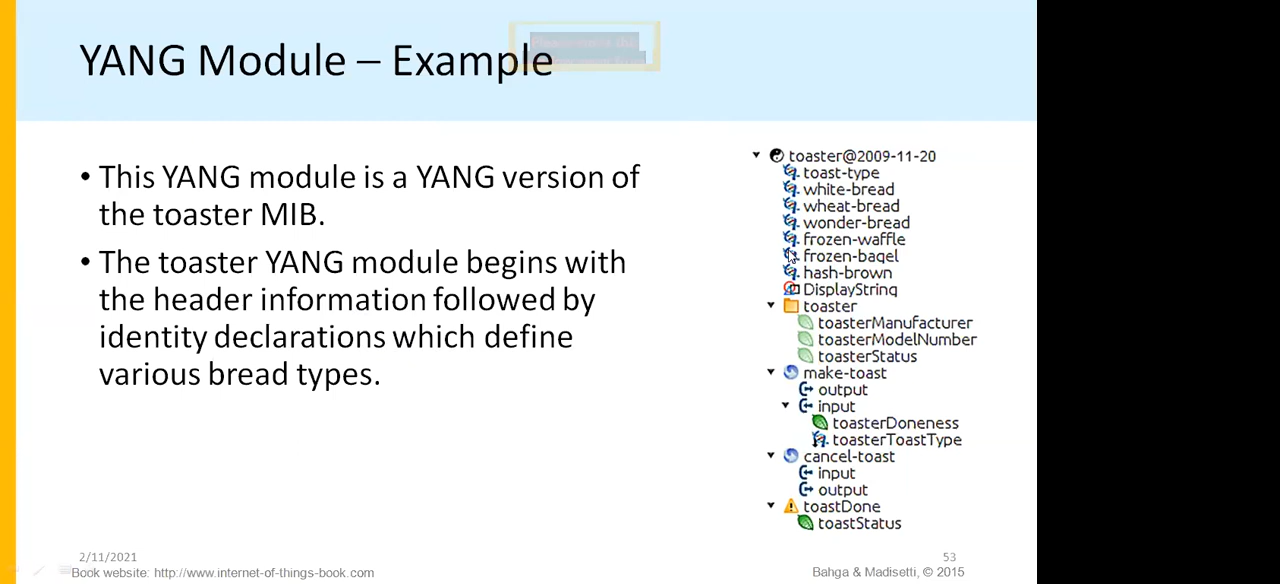 YANG Module – Example
• This YANG module is a YANG version of
the toaster MIB.
• The toaster YANG module begins with
the header information followed by
identity declarations which define
various bread types.
toaster@2009-11-20
toast-type
white-bread
wheat-bread
wonder-bread
frozen-waffle
frozen-bagel
hash-brown
DisplayString
toaster
toasterManufacturer
toasterModelNumber
toasterStatus
make-toast
output
input
toasterDoneness
toasterToastType
cancel-toast
input
output
toastDone
toastStatus
2/11/2021
53
Book website: http://www.internet-of-things-book.com
Bahga & Madisetti, © 2015